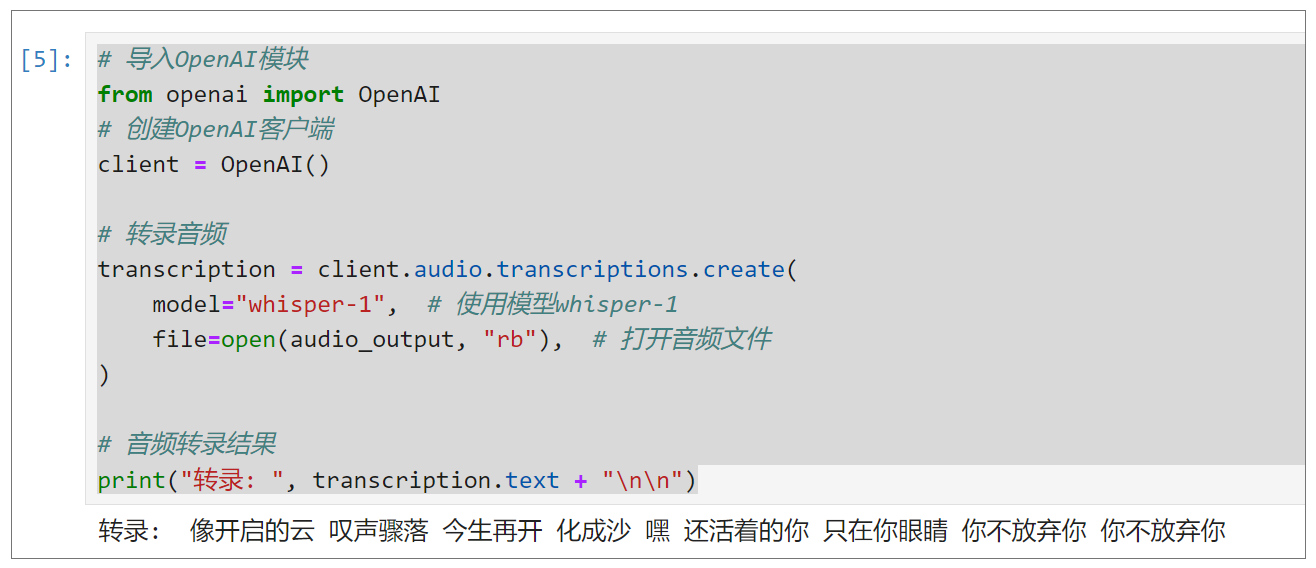 [5]:
# 导入OpenAI模块
from openai import OpenAI
# 创建OpenAI客户端
client = OpenAI()
# 转录音频
transcription = client.audio.transcriptions.create(
    model="whisper-1",  # 使用模型whisper-1
    file=open(audio_output, "rb"),  # 打开音频文件
)
# 音频转录结果
print("转录: ", transcription.text + "\n\n")
转录:  像开启的云 叹声骤落 今生再开 化成沙 嘿 还活着的你 只在你眼睛 你不放弃你 你不放弃你